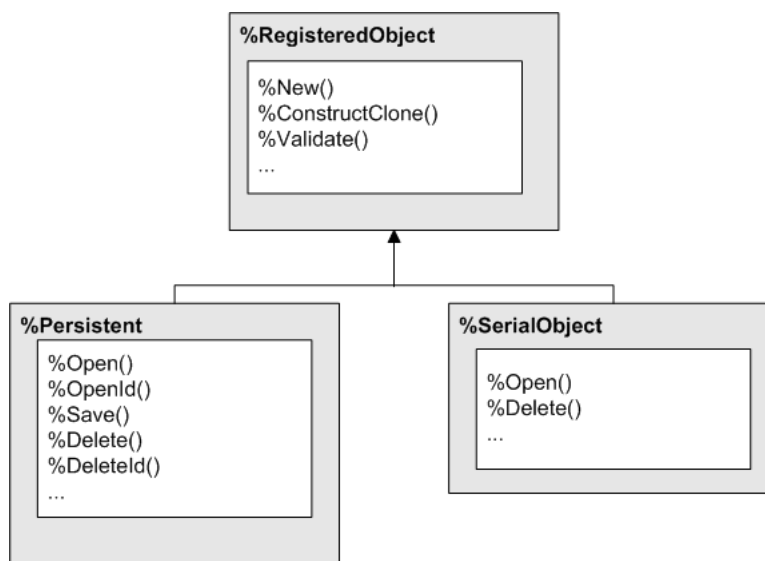 %RegisteredObject
%New()
%ConstructClone()
%Validate()
...
%Persistent
%Open()
%OpenId()
%Save()
%Delete()
%DeleteId()
...
%SerialObject
%Open()
%Delete()
...